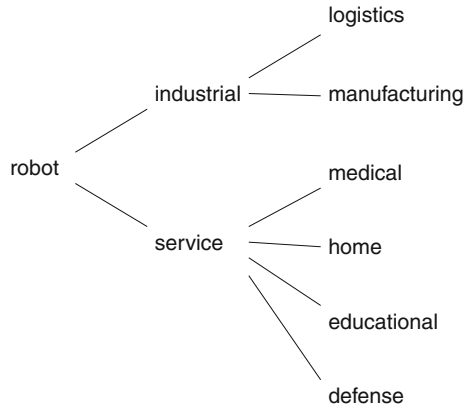 logistics
industrial
manufacturing
robot
medical
service
home
educational
defense